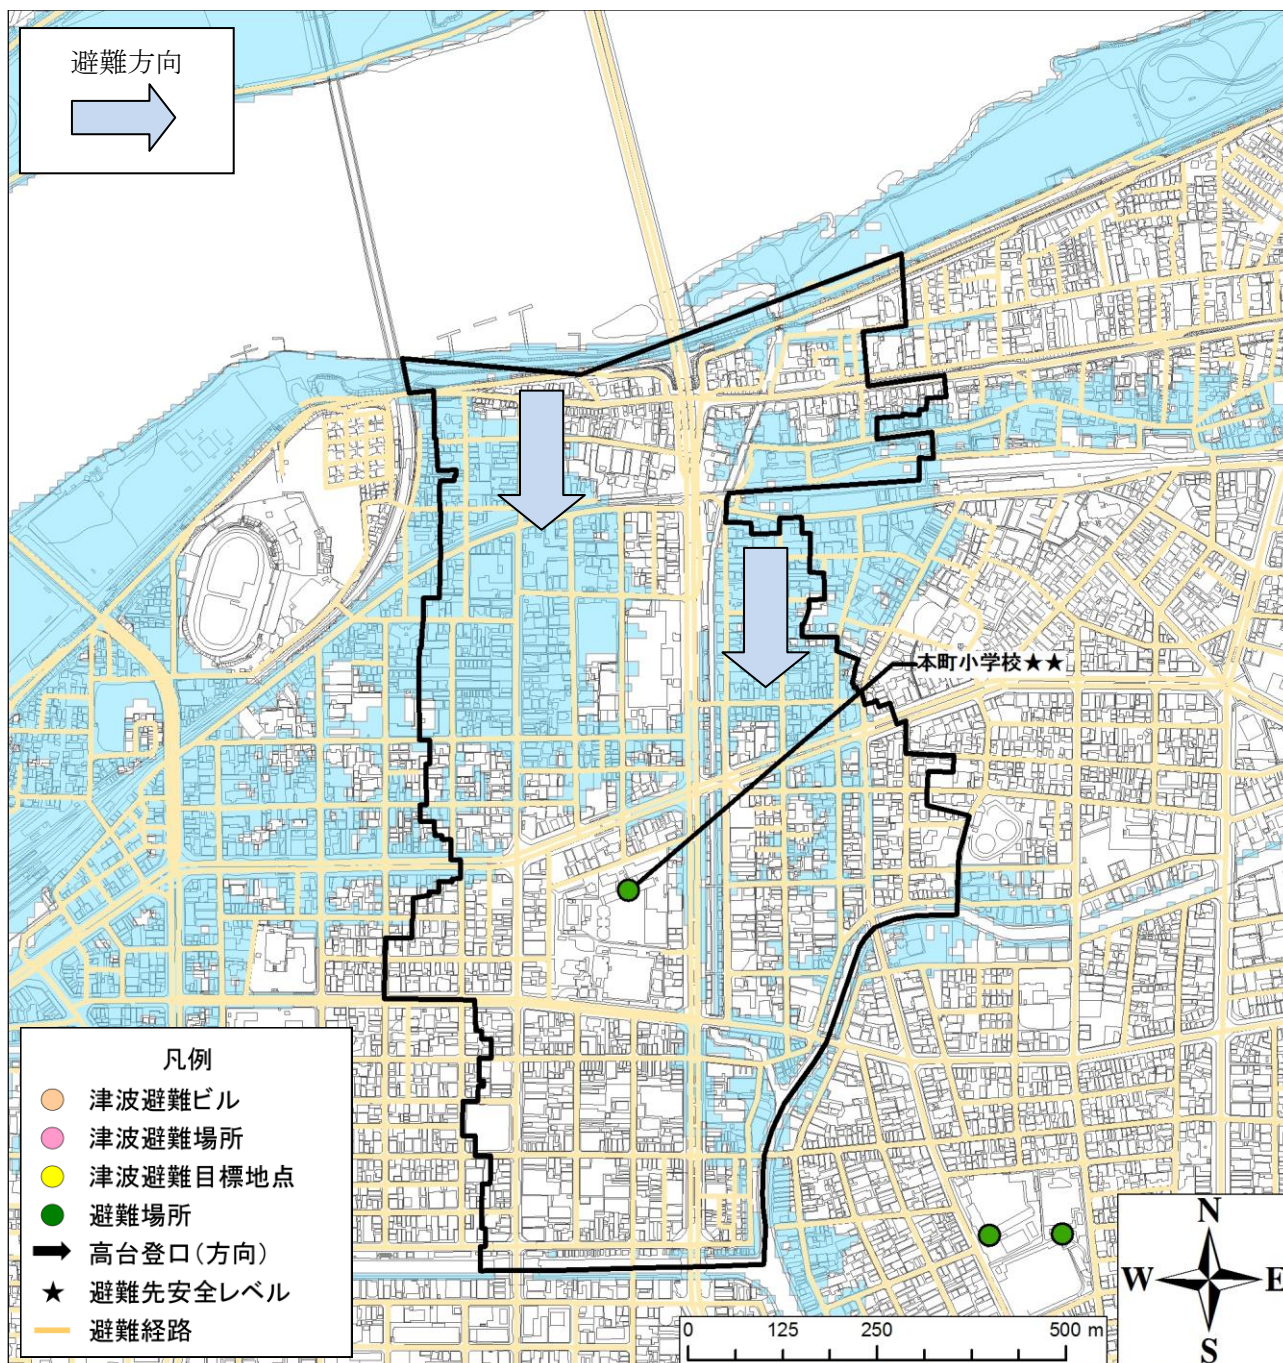 避難方向
本町小学校★★
凡例
津波避難ビル
津波避難場所
津波避難目標地点
避難場所
高台登口(方向)
避難先安全レベル
避難経路
0 125 250 500 m
N
W E
S